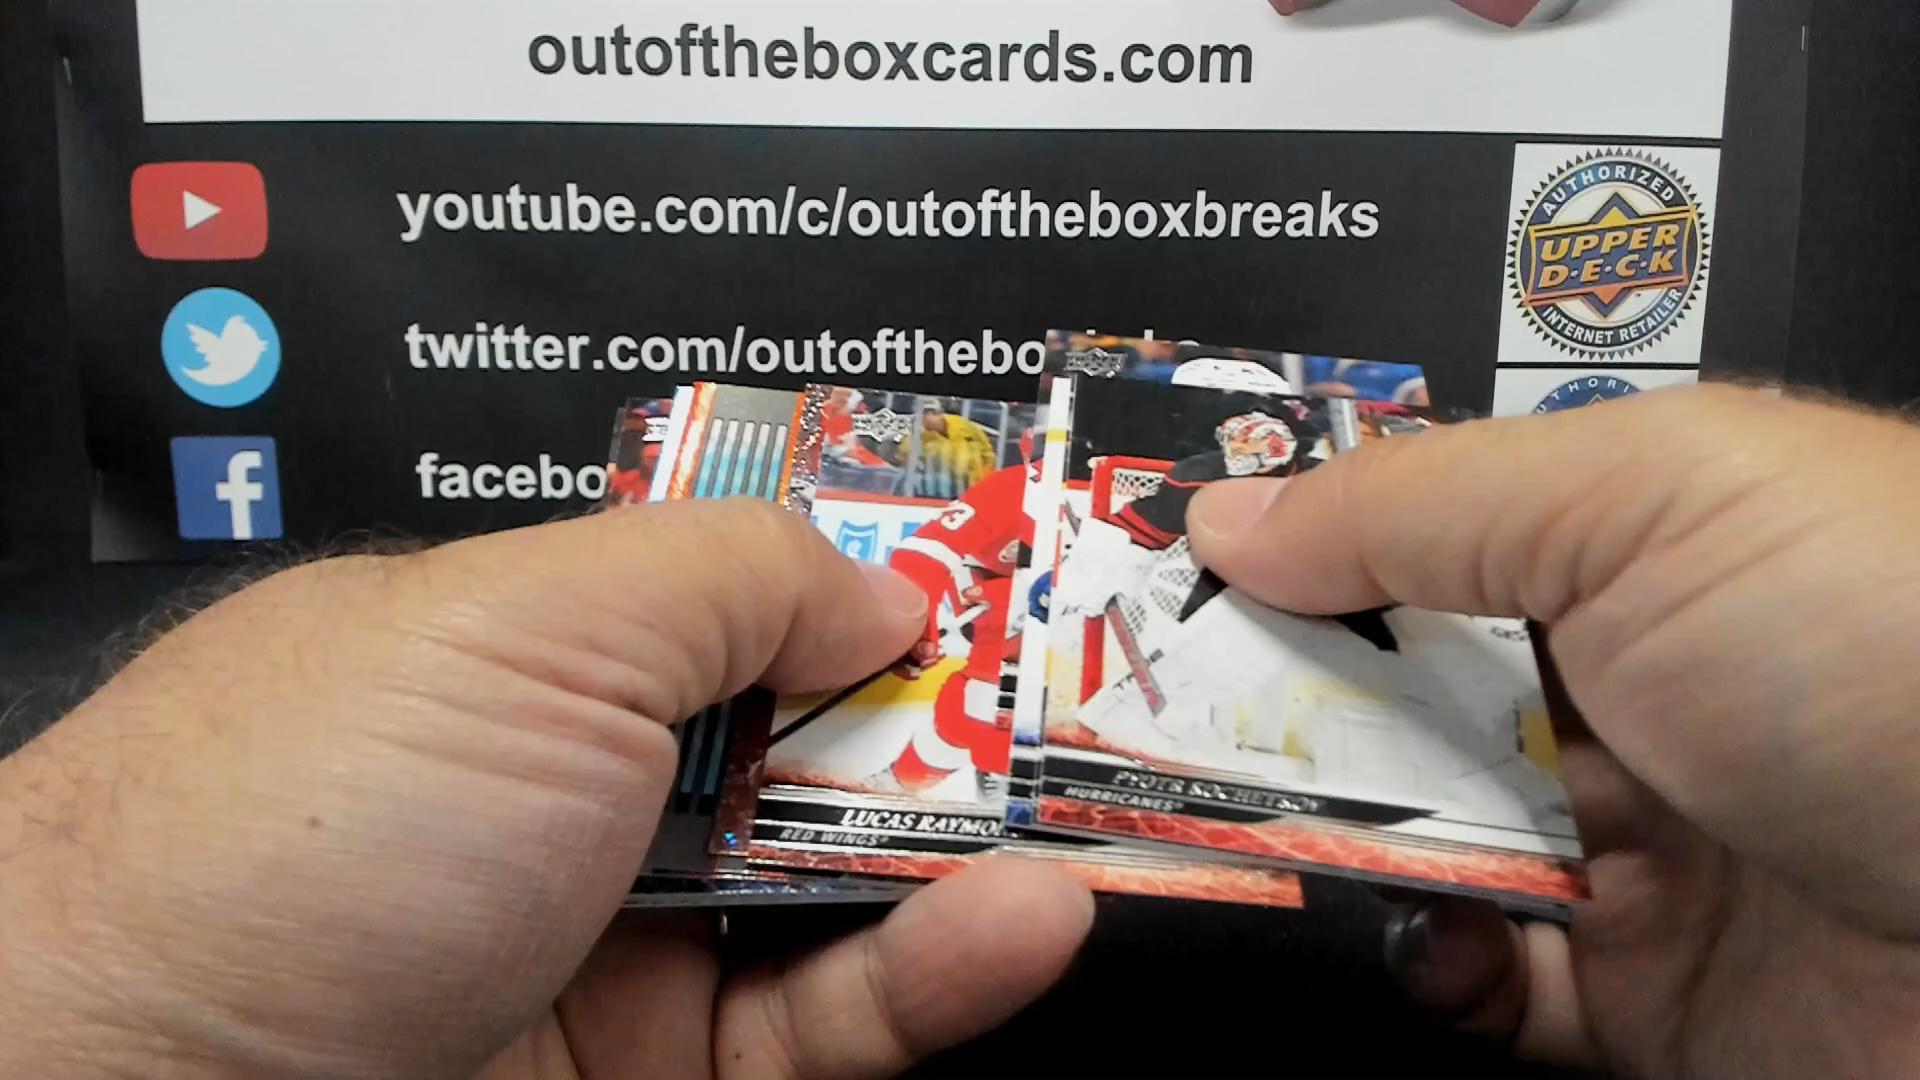 outoftheboxcards.com
youtube.com/c/outoftheboxbreaks
AUTHORIZED
UPPER
D·E·C·K
INTERNET RETAILER
twitter.com/outofthebo
facebo
LUCAS RAYMO
RED WINGS
PYOTR KOCHETKOV
HURRICANES